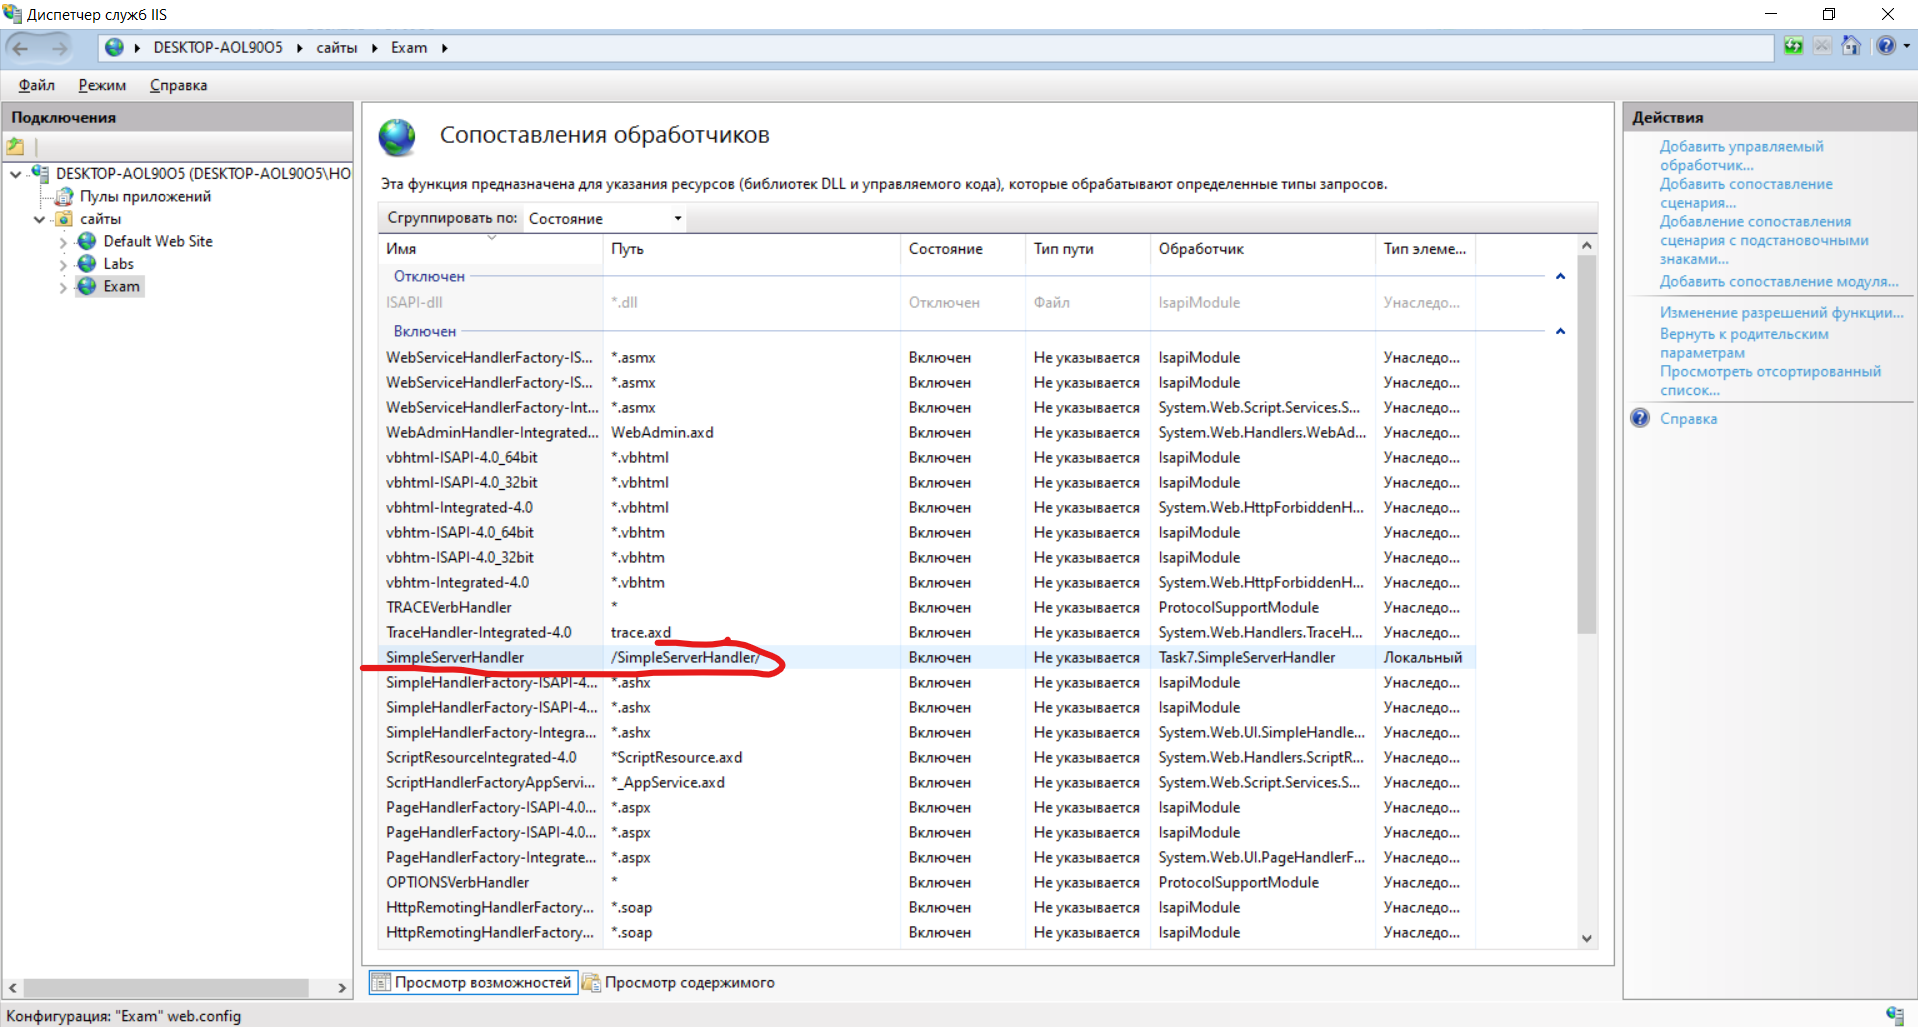 Диспетчер служб IIS
DESKTOP-AOL90O5 сайты Exam
Файл Режим Справка
Подключения
DESKTOP-AOL90O5 (DESKTOP-AOL90O5\HO
Пулы приложений
сайты
Default Web Site
Labs
Exam
Сопоставления обработчиков
Эта функция предназначена для указания ресурсов (библиотек DLL и управляемого кода), которые обрабатывают определенные типы запросов.
Сгруппировать по: Состояние
Имя Путь Состояние Тип пути Обработчик Тип элеме...
Отключен
ISAPI-dll *.dll Отключен Файл IsapiModule Унаследо...
Включен
WebServiceHandlerFactory-IS... *.asmx Включен Не указывается IsapiModule Унаследо...
WebServiceHandlerFactory-IS... *.asmx Включен Не указывается IsapiModule Унаследо...
WebServiceHandlerFactory-Int... *.asmx Включен Не указывается System.Web.Script.Services.S... Унаследо...
WebAdminHandler-Integrated... WebAdmin.axd Включен Не указывается System.Web.Handlers.WebAd... Унаследо...
vbhtml-ISAPI-4.0_64bit *.vbhtml Включен Не указывается IsapiModule Унаследо...
vbhtml-ISAPI-4.0_32bit *.vbhtml Включен Не указывается IsapiModule Унаследо...
vbhtml-Integrated-4.0 *.vbhtml Включен Не указывается System.Web.HttpForbiddenH... Унаследо...
vbhtm-ISAPI-4.0_64bit *.vbhtm Включен Не указывается IsapiModule Унаследо...
vbhtm-ISAPI-4.0_32bit *.vbhtm Включен Не указывается IsapiModule Унаследо...
vbhtm-Integrated-4.0 *.vbhtm Включен Не указывается System.Web.HttpForbiddenH... Унаследо...
TRACEVerbHandler * Включен Не указывается ProtocolSupportModule Унаследо...
TraceHandler-Integrated-4.0 trace.axd Включен Не указывается System.Web.Handlers.TraceH... Унаследо...
SimpleServerHandler /SimpleServerHandler/ Включен Не указывается Task7.SimpleServerHandler Локальный
SimpleHandlerFactory-ISAPI-4... *.ashx Включен Не указывается IsapiModule Унаследо...
SimpleHandlerFactory-ISAPI-4... *.ashx Включен Не указывается IsapiModule Унаследо...
SimpleHandlerFactory-Integra... *.ashx Включен Не указывается System.Web.UI.SimpleHandle... Унаследо...
ScriptResourceIntegrated-4.0 *ScriptResource.axd Включен Не указывается System.Web.Handlers.ScriptR... Унаследо...
ScriptHandlerFactoryAppServi... *_AppService.axd Включен Не указывается System.Web.Script.Services.S... Унаследо...
PageHandlerFactory-ISAPI-4.0... *.aspx Включен Не указывается IsapiModule Унаследо...
PageHandlerFactory-ISAPI-4.0... *.aspx Включен Не указывается IsapiModule Унаследо...
PageHandlerFactory-Integrate... *.aspx Включен Не указывается System.Web.UI.PageHandlerF... Унаследо...
OPTIONSVerbHandler * Включен Не указывается ProtocolSupportModule Унаследо...
HttpRemotingHandlerFactory... *.soap Включен Не указывается IsapiModule Унаследо...
HttpRemotingHandlerFactory... *.soap Включен Не указывается IsapiModule Унаследо...
Просмотр возможностей Просмотр содержимого
Действия
Добавить управляемый
обработчик...
Добавить сопоставление
сценария...
Добавление сопоставления
сценария с подстановочными
знаками...
Добавить сопоставление модуля...
Изменение разрешений функции...
Вернуть к родительским
параметрам
Просмотреть отсортированный
список...
Справка
Конфигурация: "Exam" web.config